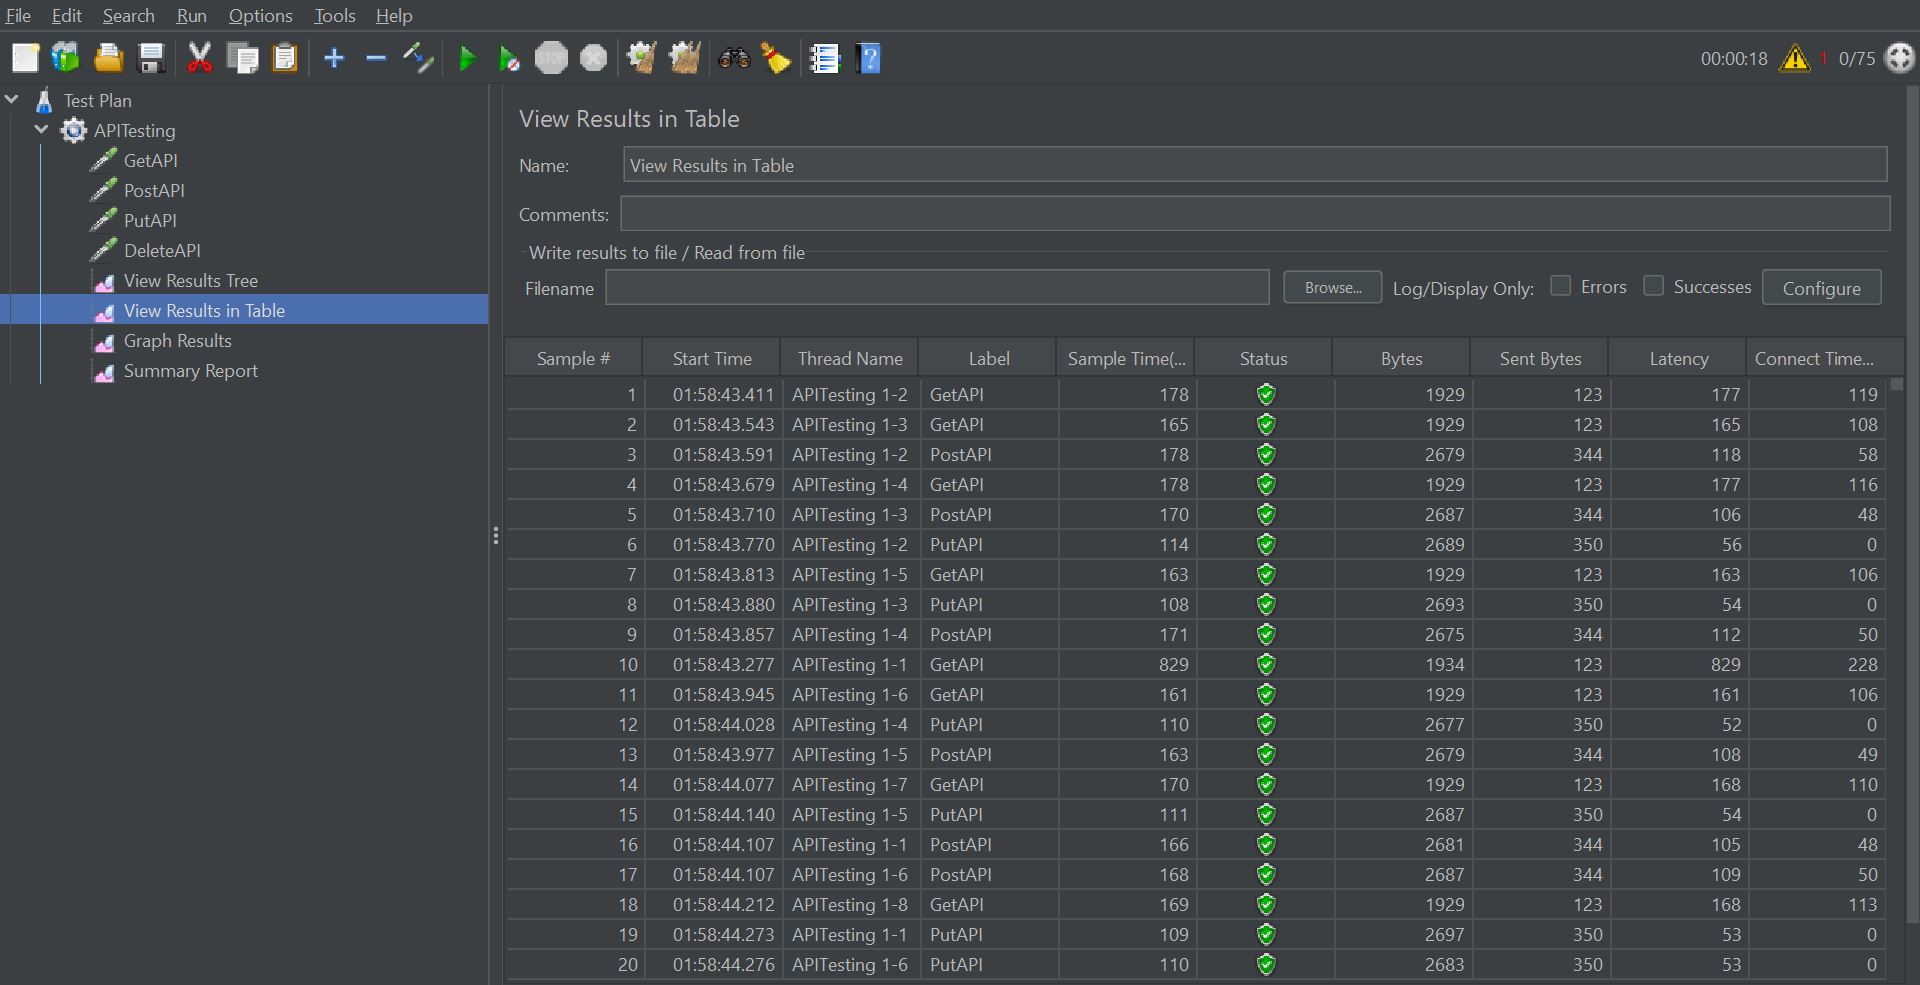 File Edit Search Run Options Tools Help
STOP
00:00:18 1 0/75
Test Plan
APITesting
GetAPI
PostAPI
PutAPI
DeleteAPI
View Results Tree
View Results in Table
Graph Results
Summary Report
View Results in Table
Name: View Results in Table
Comments:
Write results to file / Read from file
Filename Browse... Log/Display Only: Errors Successes Configure
Sample # Start Time Thread Name Label Sample Time(... Status Bytes Sent Bytes Latency Connect Time...
1 01:58:43.411 APITesting 1-2 GetAPI 178 1929 123 177 119
2 01:58:43.543 APITesting 1-3 GetAPI 165 1929 123 165 108
3 01:58:43.591 APITesting 1-2 PostAPI 178 2679 344 118 58
4 01:58:43.679 APITesting 1-4 GetAPI 178 1929 123 177 116
5 01:58:43.710 APITesting 1-3 PostAPI 170 2687 344 106 48
6 01:58:43.770 APITesting 1-2 PutAPI 114 2689 350 56 0
7 01:58:43.813 APITesting 1-5 GetAPI 163 1929 123 163 106
8 01:58:43.880 APITesting 1-3 PutAPI 108 2693 350 54 0
9 01:58:43.857 APITesting 1-4 PostAPI 171 2675 344 112 50
10 01:58:43.277 APITesting 1-1 GetAPI 829 1934 123 829 228
11 01:58:43.945 APITesting 1-6 GetAPI 161 1929 123 161 106
12 01:58:44.028 APITesting 1-4 PutAPI 110 2677 350 52 0
13 01:58:43.977 APITesting 1-5 PostAPI 163 2679 344 108 49
14 01:58:44.077 APITesting 1-7 GetAPI 170 1929 123 168 110
15 01:58:44.140 APITesting 1-5 PutAPI 111 2687 350 54 0
16 01:58:44.107 APITesting 1-1 PostAPI 166 2681 344 105 48
17 01:58:44.107 APITesting 1-6 PostAPI 168 2687 344 109 50
18 01:58:44.212 APITesting 1-8 GetAPI 169 1929 123 168 113
19 01:58:44.273 APITesting 1-1 PutAPI 109 2697 350 53 0
20 01:58:44.276 APITesting 1-6 PutAPI 110 2683 350 53 0